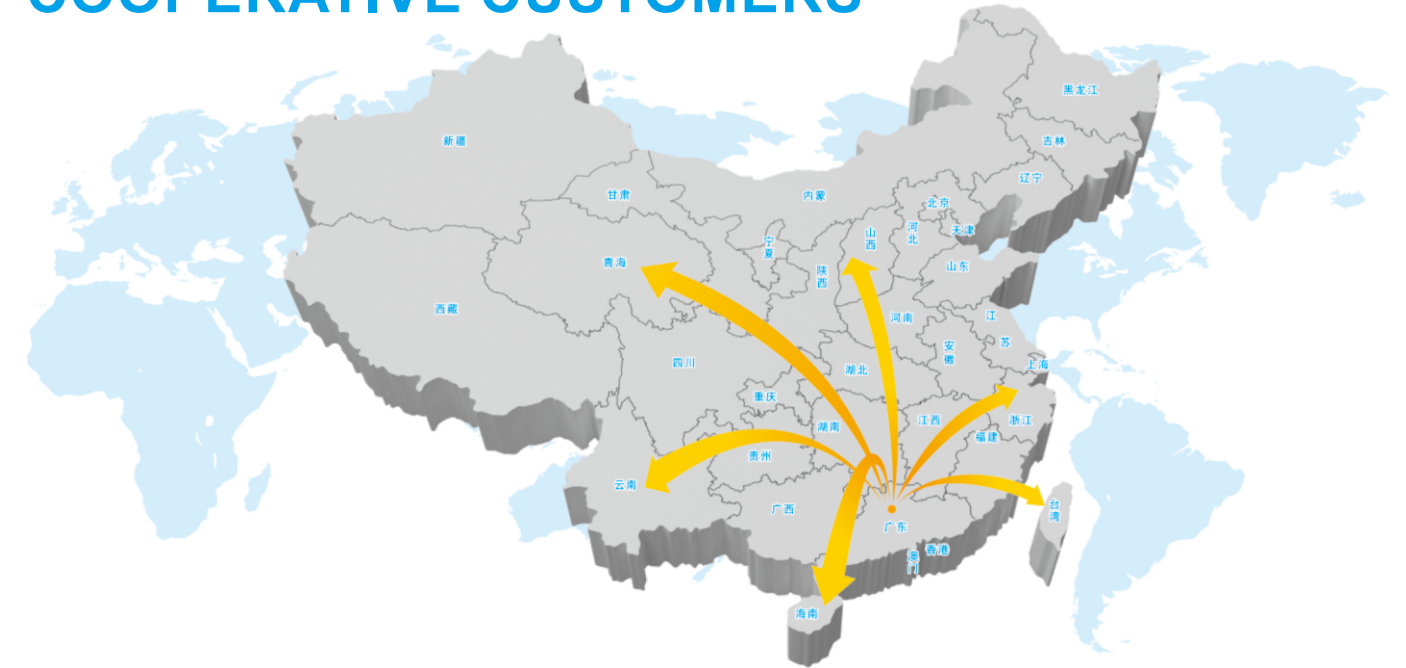 COOPERATIVE CUSTOMERS
黑龙江
新疆
吉林
辽宁
甘肃
内蒙
北京
天津
河北
山西
宁夏
山东
青海
陕西
西藏
河南
江苏
安徽
上海
四川
湖北
重庆
湖南
江西
浙江
福建
贵州
云南
广西
台湾
广东
香港
澳门
海南